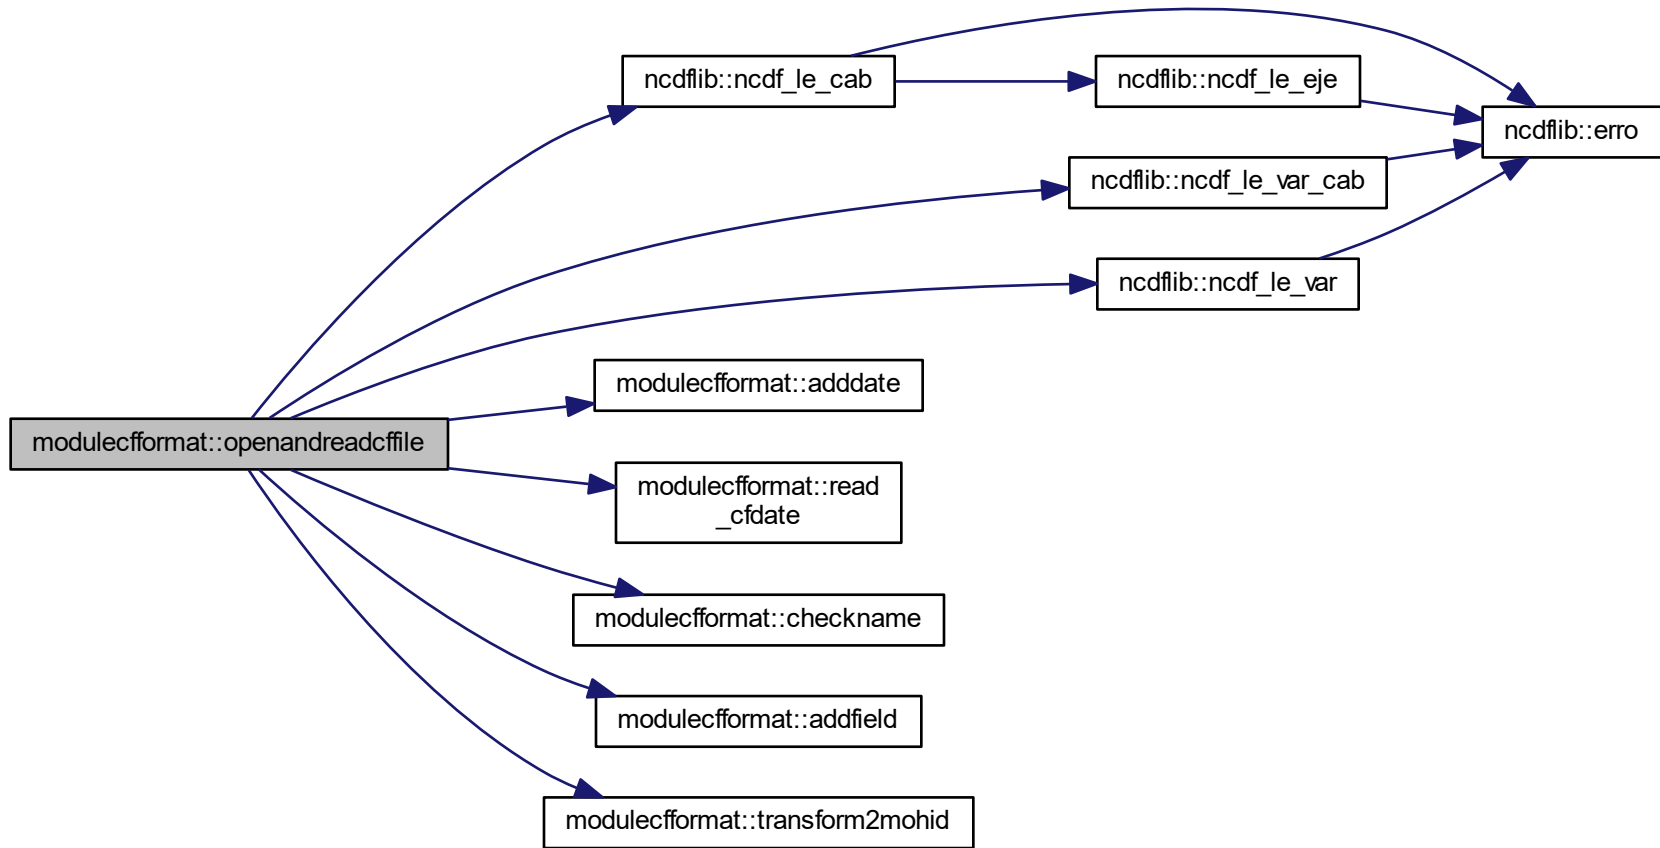 ncdflib::ncdf_le_cab
ncdflib::ncdf_le_eje
ncdflib::erro
ncdflib::ncdf_le_var_cab
ncdflib::ncdf_le_var
modulecfformat::adddate
modulecfformat::openandreadcffile
modulecfformat::read
_cfdate
modulecfformat::checkname
modulecfformat::addfield
modulecfformat::transform2mohid